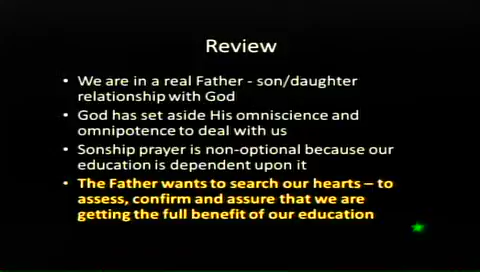 Review
• We are in a real Father - son/daughter
relationship with God
• God has set aside His omniscience and
omnipotence to deal with us
• Sonship prayer is non-optional because our
education is dependent upon it
• The Father wants to search our hearts – to
assess, confirm and assure that we are
getting the full benefit of our education